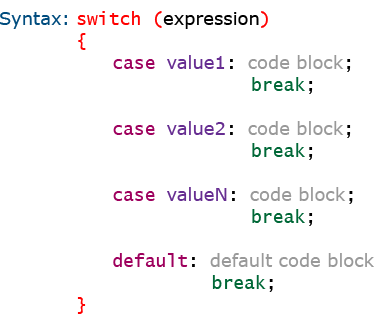 Syntax: switch (expression)
{
case value1: code block;
break;
case value2: code block;
break;
case valueN: code block;
break;
default: default code block
break;
}